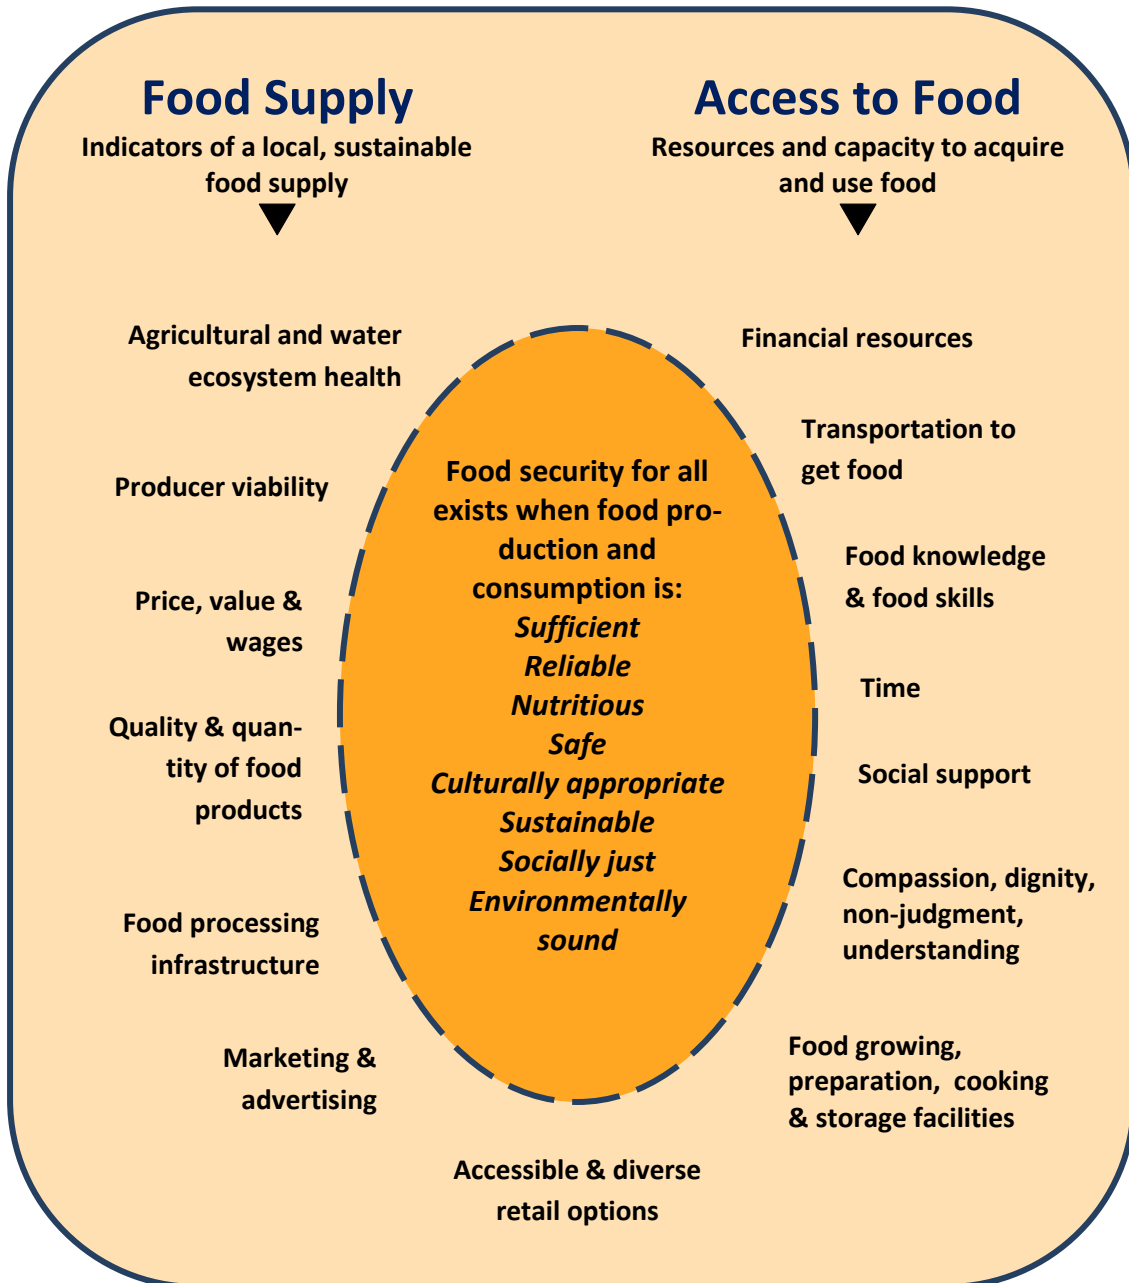 Food Supply
Indicators of a local, sustainable
food supply
Access to Food
Resources and capacity to acquire
and use food
Agricultural and water
ecosystem health
Producer viability
Price, value &
wages
Quality & quan-
tity of food
products
Food processing
infrastructure
Marketing &
advertising
Food security for all
exists when food pro-
duction and
consumption is:
Sufficient
Reliable
Nutritious
Safe
Culturally appropriate
Sustainable
Socially just
Environmentally
sound
Financial resources
Transportation to
get food
Food knowledge
& food skills
Time
Social support
Compassion, dignity,
non-judgment,
understanding
Food growing,
preparation, cooking
& storage facilities
Accessible & diverse
retail options